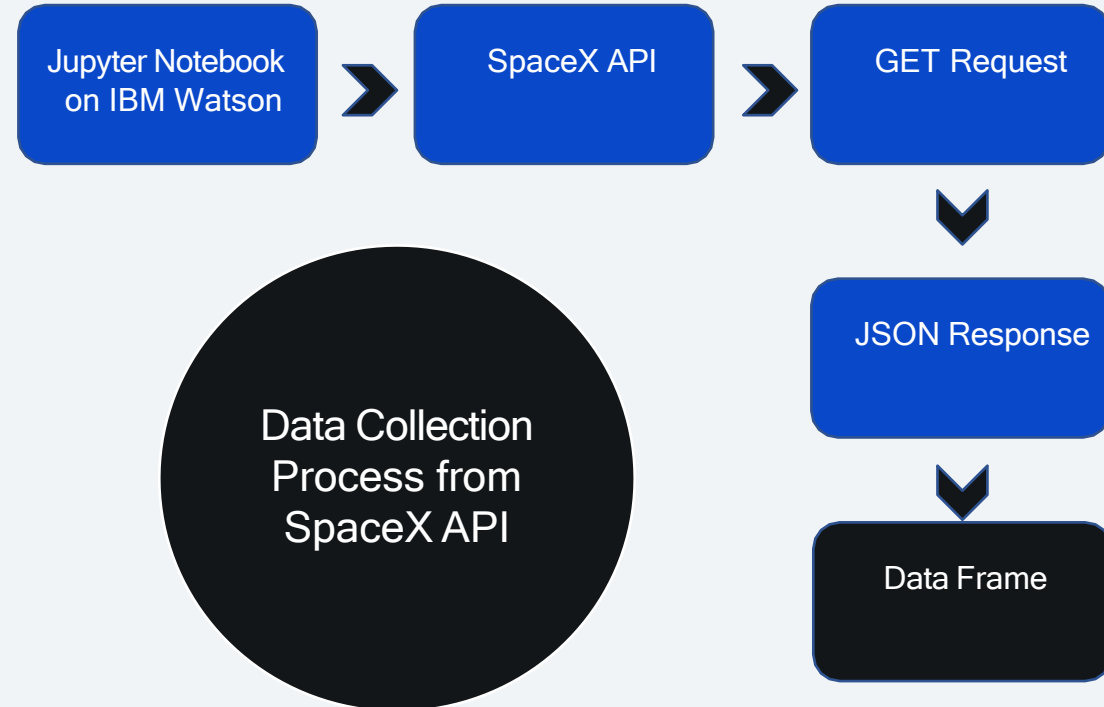 Jupyter Notebook
on IBM Watson
SpaceX API
GET Request
JSON Response
Data Collection
Process from
SpaceX API
Data Frame